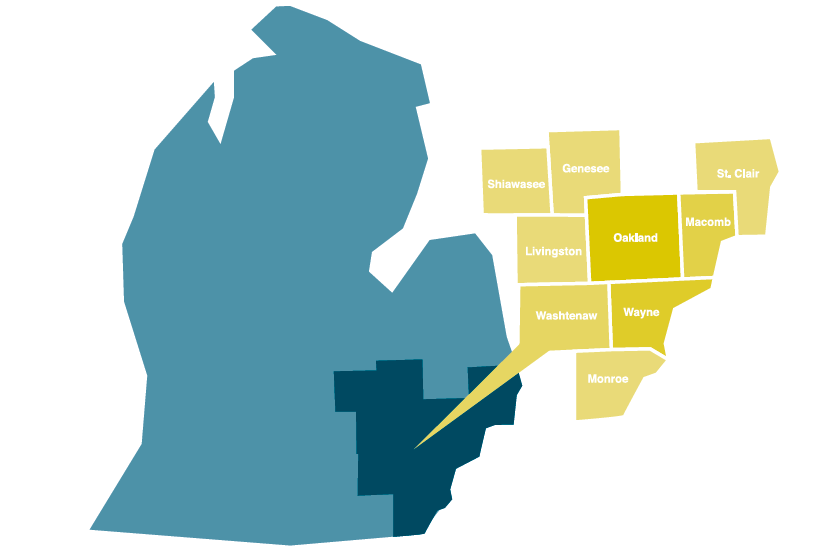 Genesee
St. Clair
Shiawasee
Macomb
Oakland
Livingston
Washtenaw
Wayne
Monroe